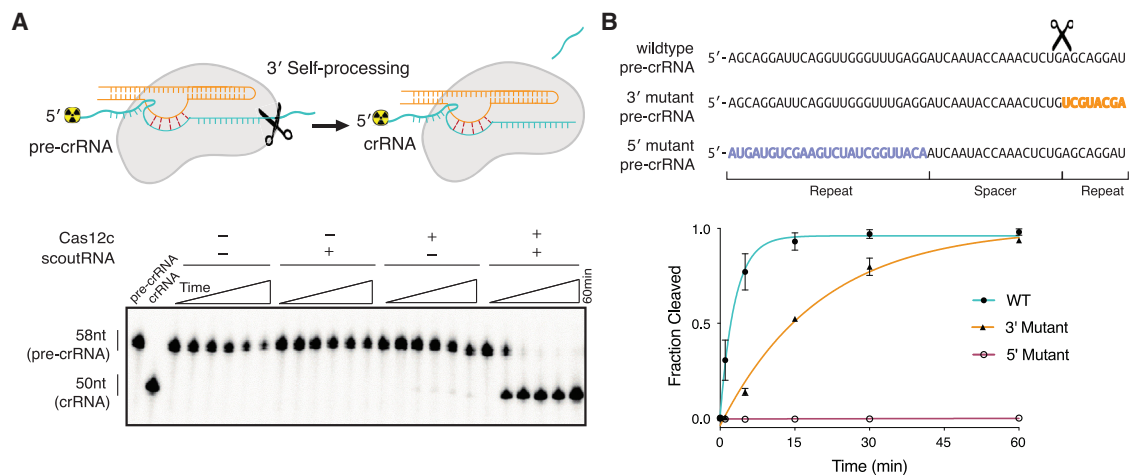 A
3′ Self-processing
5′
pre-crRNA
crRNA
Cas12c − − + +
scoutRNA − + − +
pre-crRNA
crRNA
Time
60min
58nt
(pre-crRNA)
50nt
(crRNA)
B
wildtype
pre-crRNA
5′-AGCAGGAUUCAGGUUGGGUUUGAGGAUCAAUACCAAACUCUGAGCAGGAU
3′ mutant
pre-crRNA
5′-AGCAGGAUUCAGGUUGGGUUUGAGGAUCAAUACCAAACUCUGUCGUACGA
5′ mutant
pre-crRNA
5′-AUGAUGUCGAAGUCUAUCGGUUACAAUCAAUACCAAACUCUGAGCAGGAU
Repeat Spacer Repeat
Fraction Cleaved
1.0
0.5
0.0
0 15 30 45 60
Time (min)
WT
3' Mutant
5' Mutant